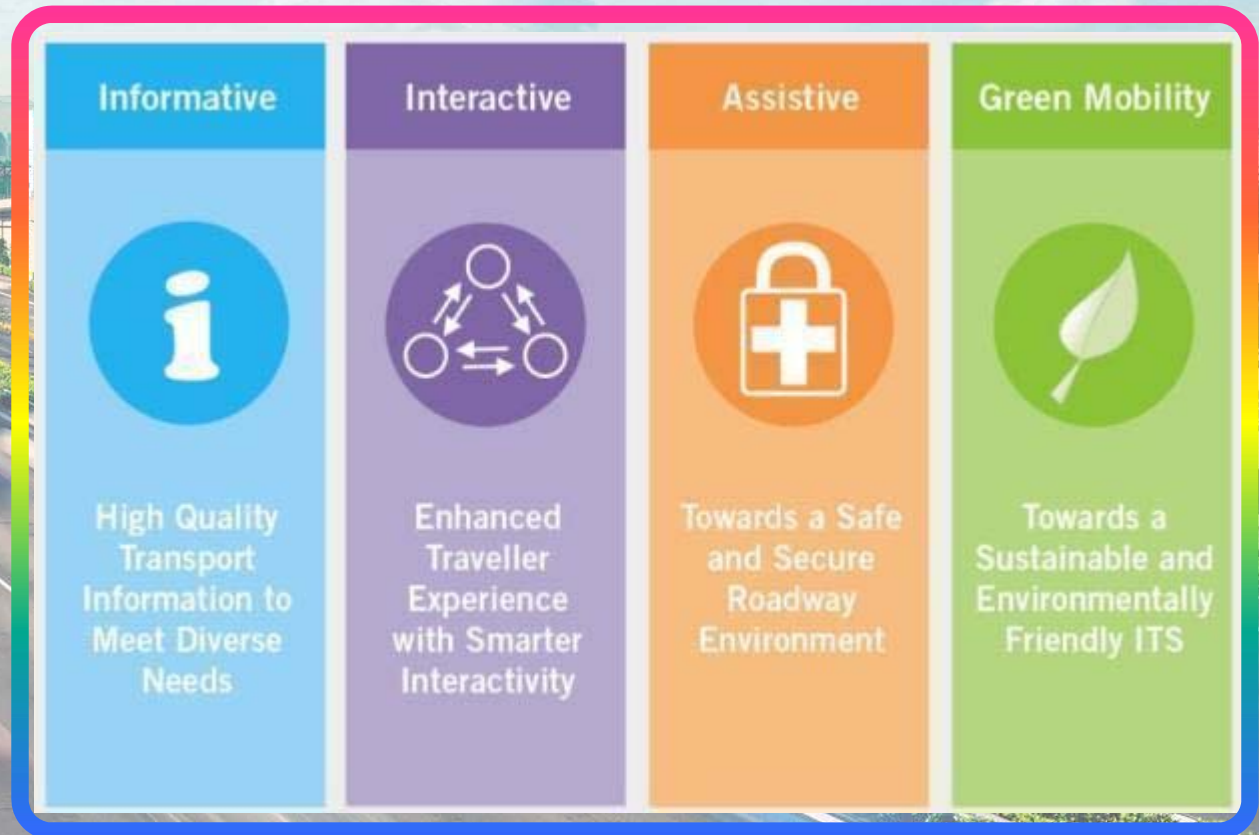 Informative
High Quality
Transport
Information to
Meet Diverse
Needs
Interactive
Enhanced
Traveller
Experience
with Smarter
Interactivity
Assistive
Towards a Safe
and Secure
Roadway
Environment
Green Mobility
Towards a
Sustainable and
Environmentally
Friendly ITS